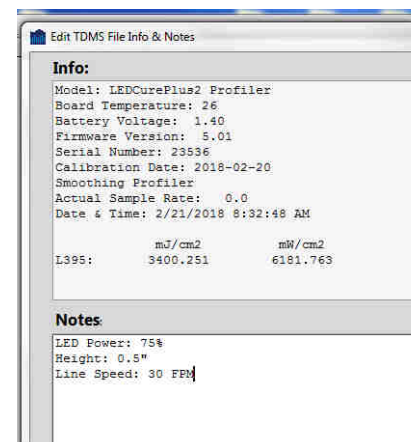 Edit TDMS File Info & Notes
Info:
Model: LEDCurePlus2 Profiler
Board Temperature: 26
Battery Voltage: 1.40
Firmware Version: 5.01
Serial Number: 23536
Calibration Date: 2018-02-20
Smoothing Profiler
Actual Sample Rate: 0.0
Date & Time: 2/21/2018 8:32:48 AM
mJ/cm2 mW/cm2
L395: 3400.251 6181.763
Notes:
LED Power: 75%
Height: 0.5"
Line Speed: 30 FPM